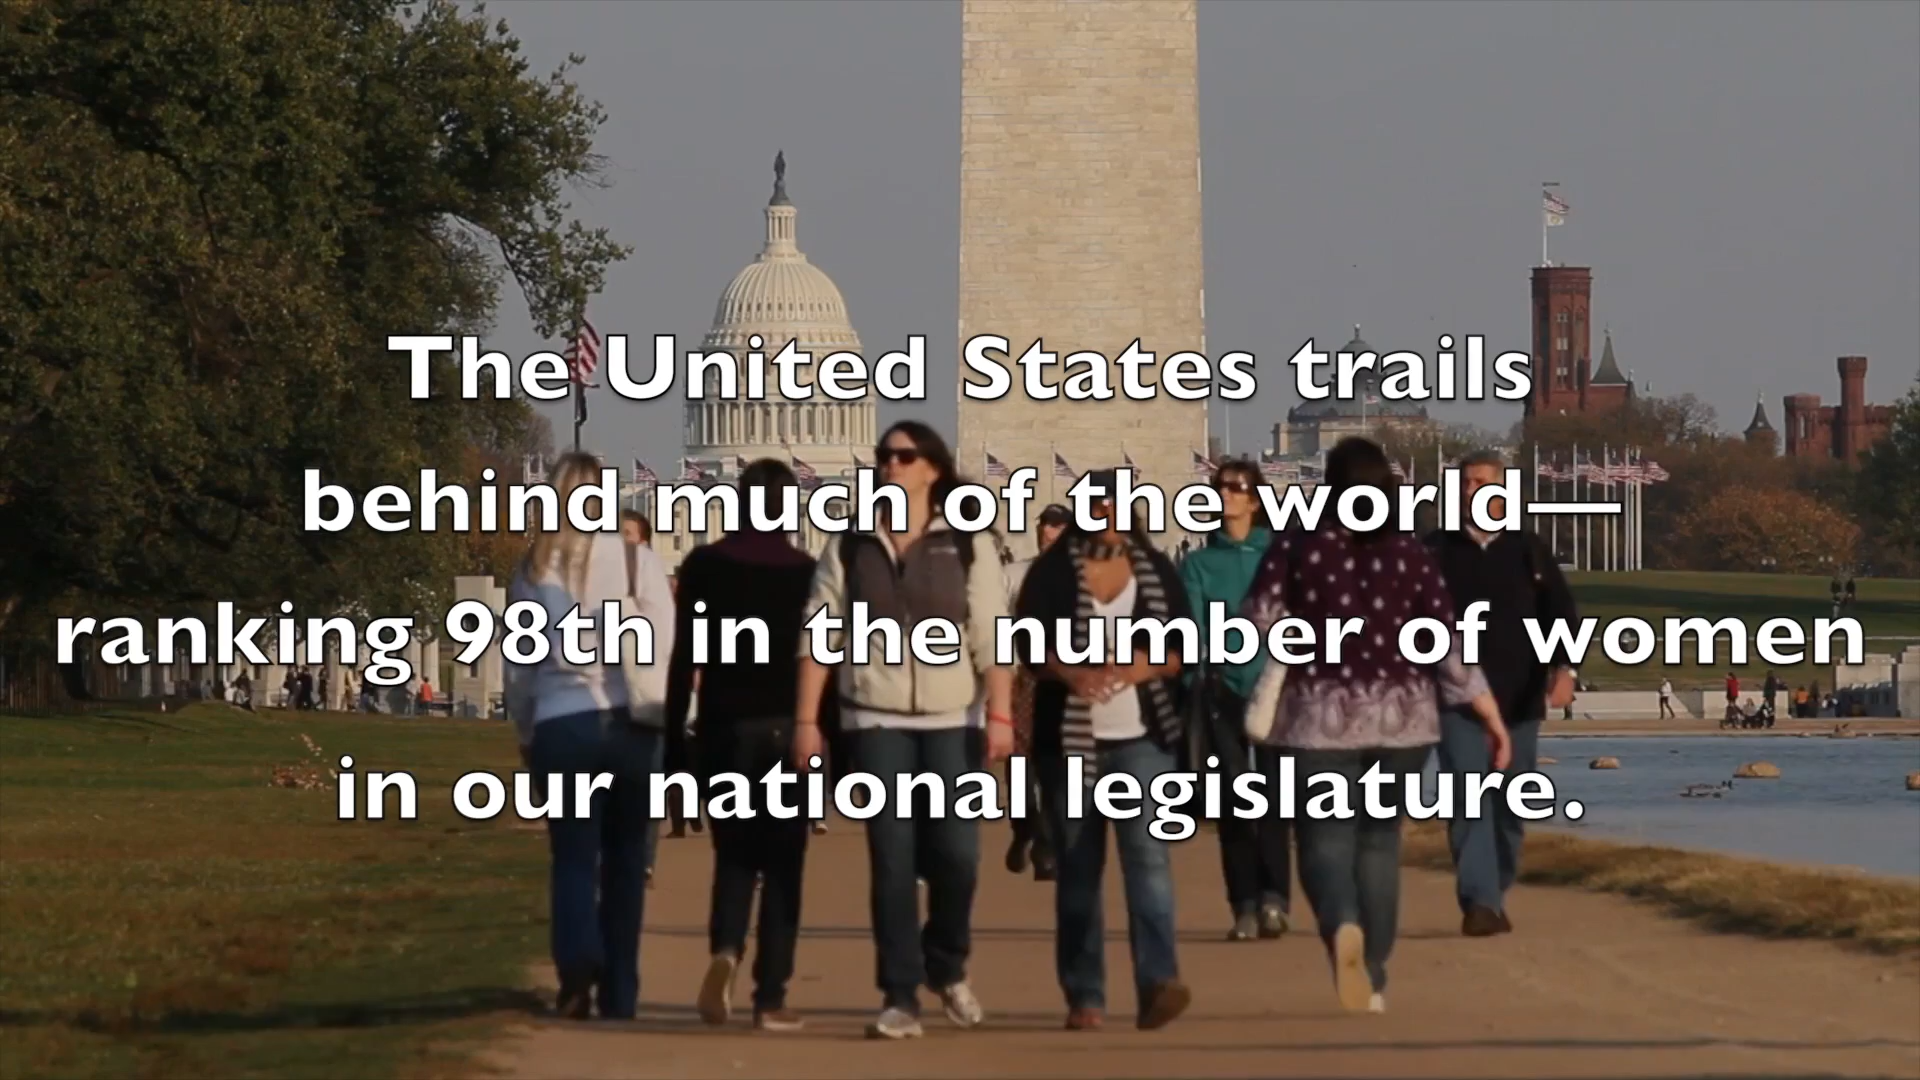 The United States trails
behind much of the world—
ranking 98th in the number of women
in our national legislature.